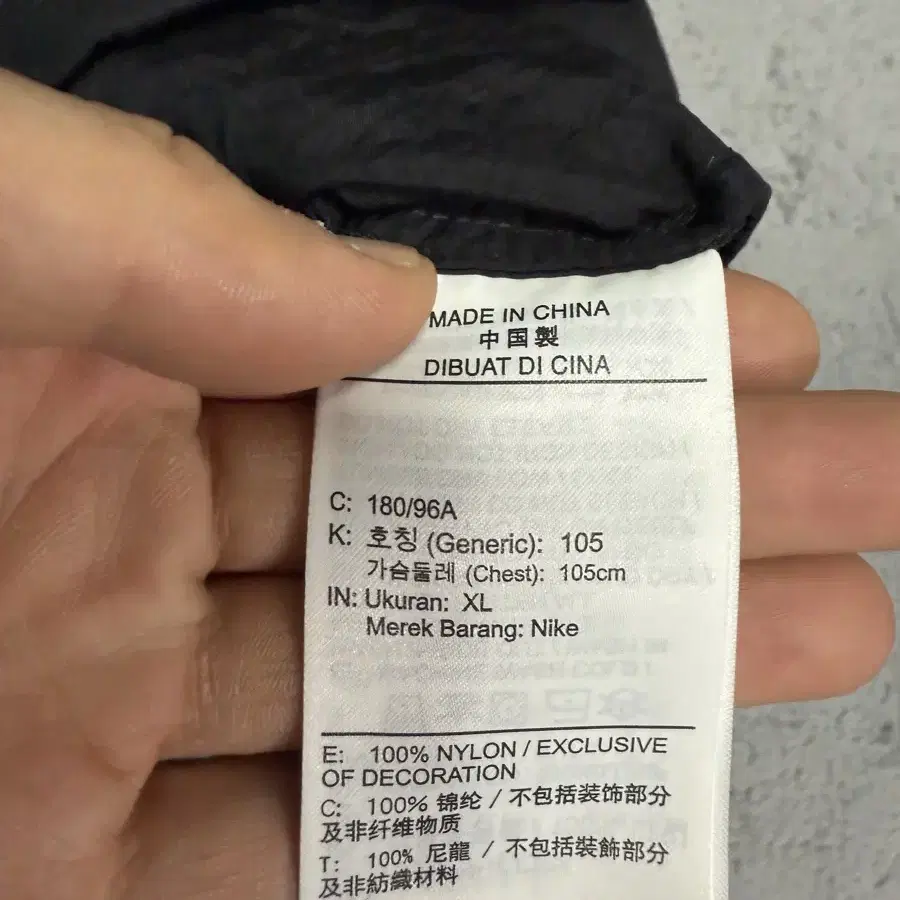 MADE IN CHINA
中国製
DIBUAT DI CINA
C: 180/96A
K: 호칭 (Generic): 105
가슴둘레 (Chest): 105cm
IN: Ukuran: XL
Merek Barang: Nike
E: 100% NYLON / EXCLUSIVE
OF DECORATION
C: 100% 锦纶 / 不包括装饰部分
及非纤维物质
T: 100% 尼龍 / 不包括裝飾部分
及非紡織材料